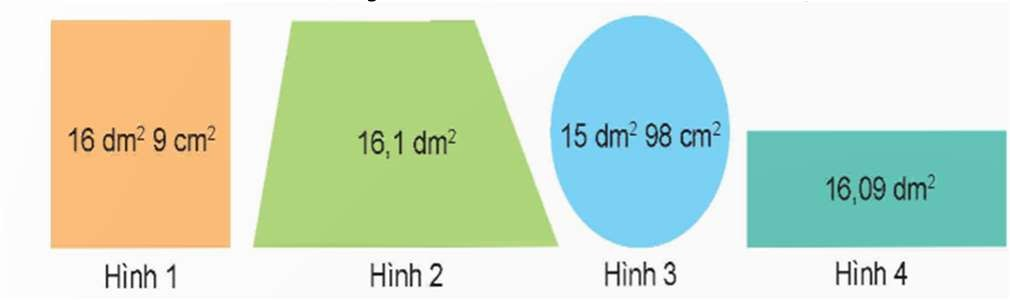 16 dm² 9 cm²
16,1 dm²
15 dm² 98 cm²
16,09 dm²
Hình 1
Hình 2
Hình 3
Hình 4